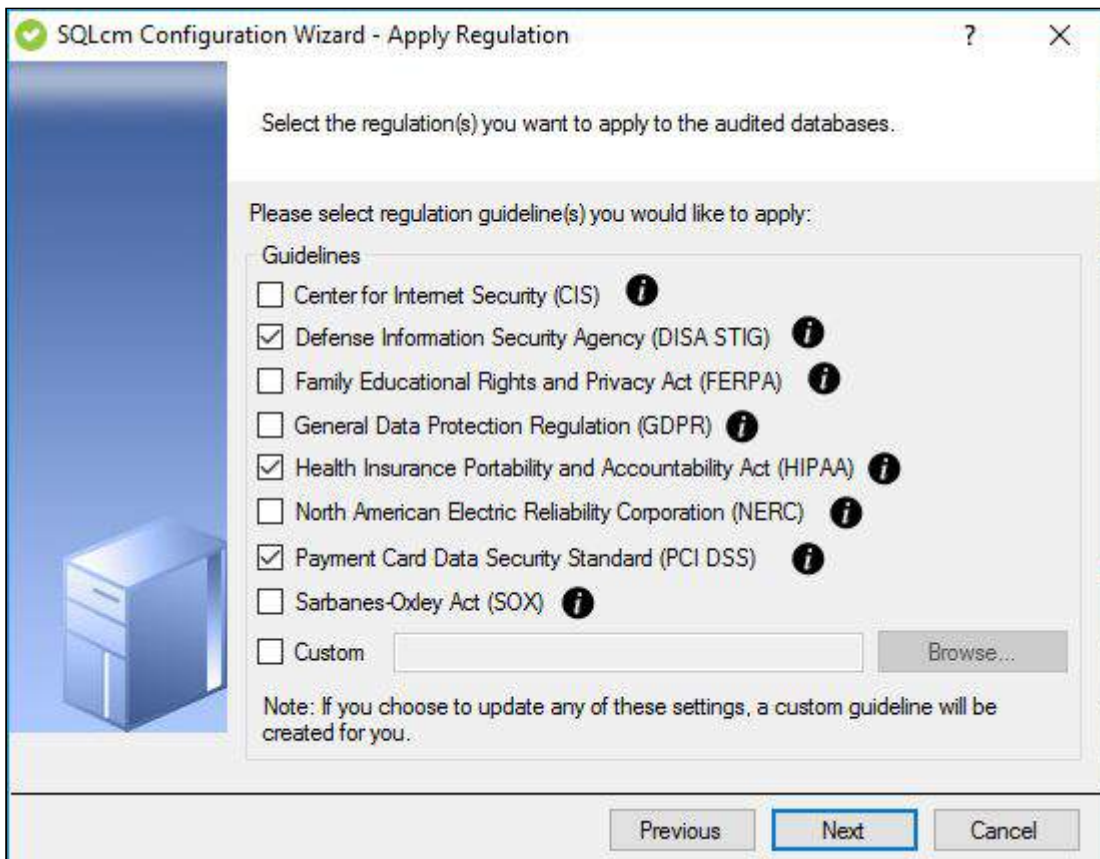 SQLcm Configuration Wizard - Apply Regulation ?
Select the regulation(s) you want to apply to the audited databases.
Please select regulation guideline(s) you would like to apply:
Guidelines
Center for Internet Security (CIS) i
Defense Information Security Agency (DISA STIG) i
Family Educational Rights and Privacy Act (FERPA) i
General Data Protection Regulation (GDPR) i
Health Insurance Portability and Accountability Act (HIPAA) i
North American Electric Reliability Corporation (NERC) i
Payment Card Data Security Standard (PCI DSS) i
Sarbanes-Oxley Act (SOX) i
Custom Browse...
Note: If you choose to update any of these settings, a custom guideline will be
created for you.
Previous Next Cancel